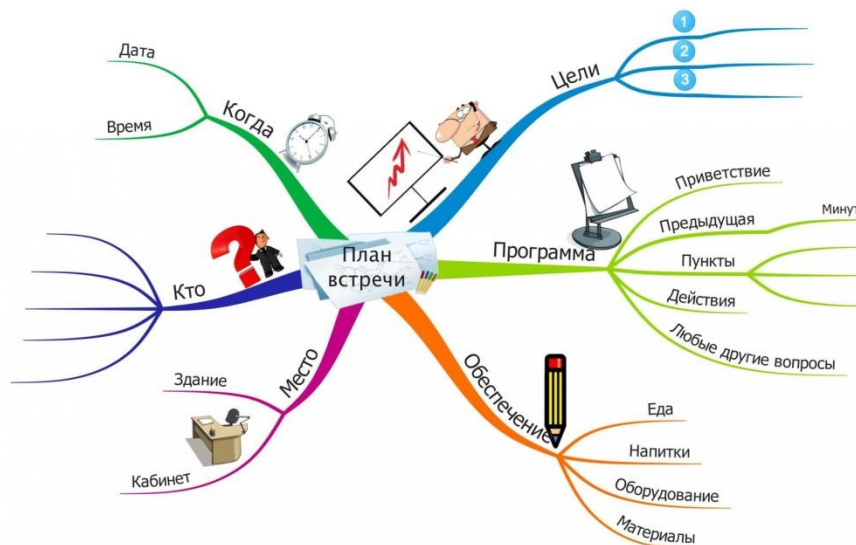 План
встречи
Когда
Дата
Время
Цели
1
2
3
Программа
Приветствие
Предыдущая
Минут
Пункты
Действия
Любые другие вопросы
Обеспечение
Еда
Напитки
Оборудование
Материалы
Место
Здание
Кабинет
Кто